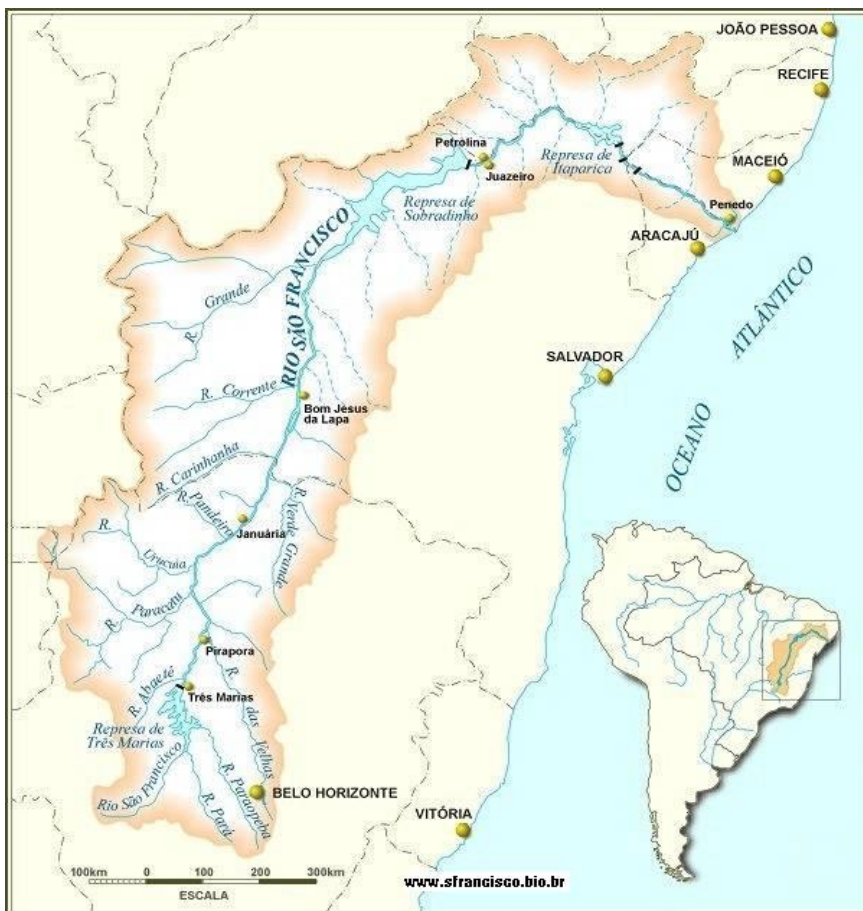 JOÃO PESSOA
RECIFE
MACEIÓ
Petrolina
Juazeiro
Represa de
Itaparica
Represa de
Sobradinho
Penedo
ARACAJÚ
RIO SÃO FRANCISCO
R. Grande
ATLÂNTICO
OCEANO
SALVADOR
R. Corrente
Bom Jesus
da Lapa
R. Carinhanha
R. Pandeiro
Januária
R. Verde Grande
R. Urucuia
R. Paracatu
Pirapora
R. Abaeté
Três Marias
Represa de
Três Marias
R. das Velhas
Rio São Francisco
R. Pará
R. Paraopeba
BELO HORIZONTE
VITÓRIA
100km 0 100 200 300km
ESCALA
www.sfrancisco.bio.br